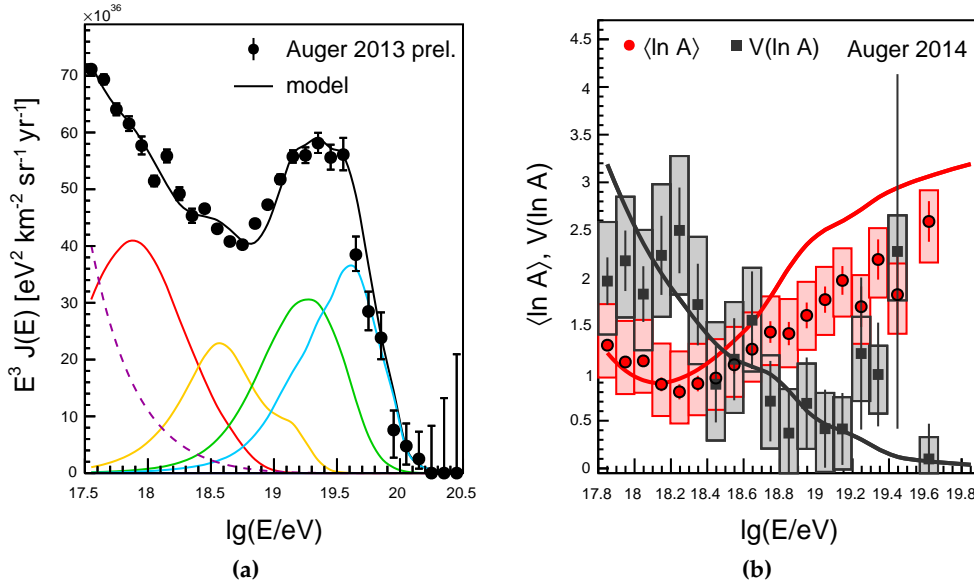 ×10³⁶
E³ J(E) [eV² km⁻² sr⁻¹ yr⁻¹]
70
60
50
40
30
20
10
0
Auger 2013 prel.
model
17.5 18 18.5 19 19.5 20 20.5
lg(E/eV)
(a)
⟨ln A⟩, V(ln A)
4.5
4
3.5
3
2.5
2
1.5
1
0.5
0
⟨ln A⟩ V(ln A) Auger 2014
17.8 18 18.2 18.4 18.6 18.8 19 19.2 19.4 19.6 19.8
lg(E/eV)
(b)